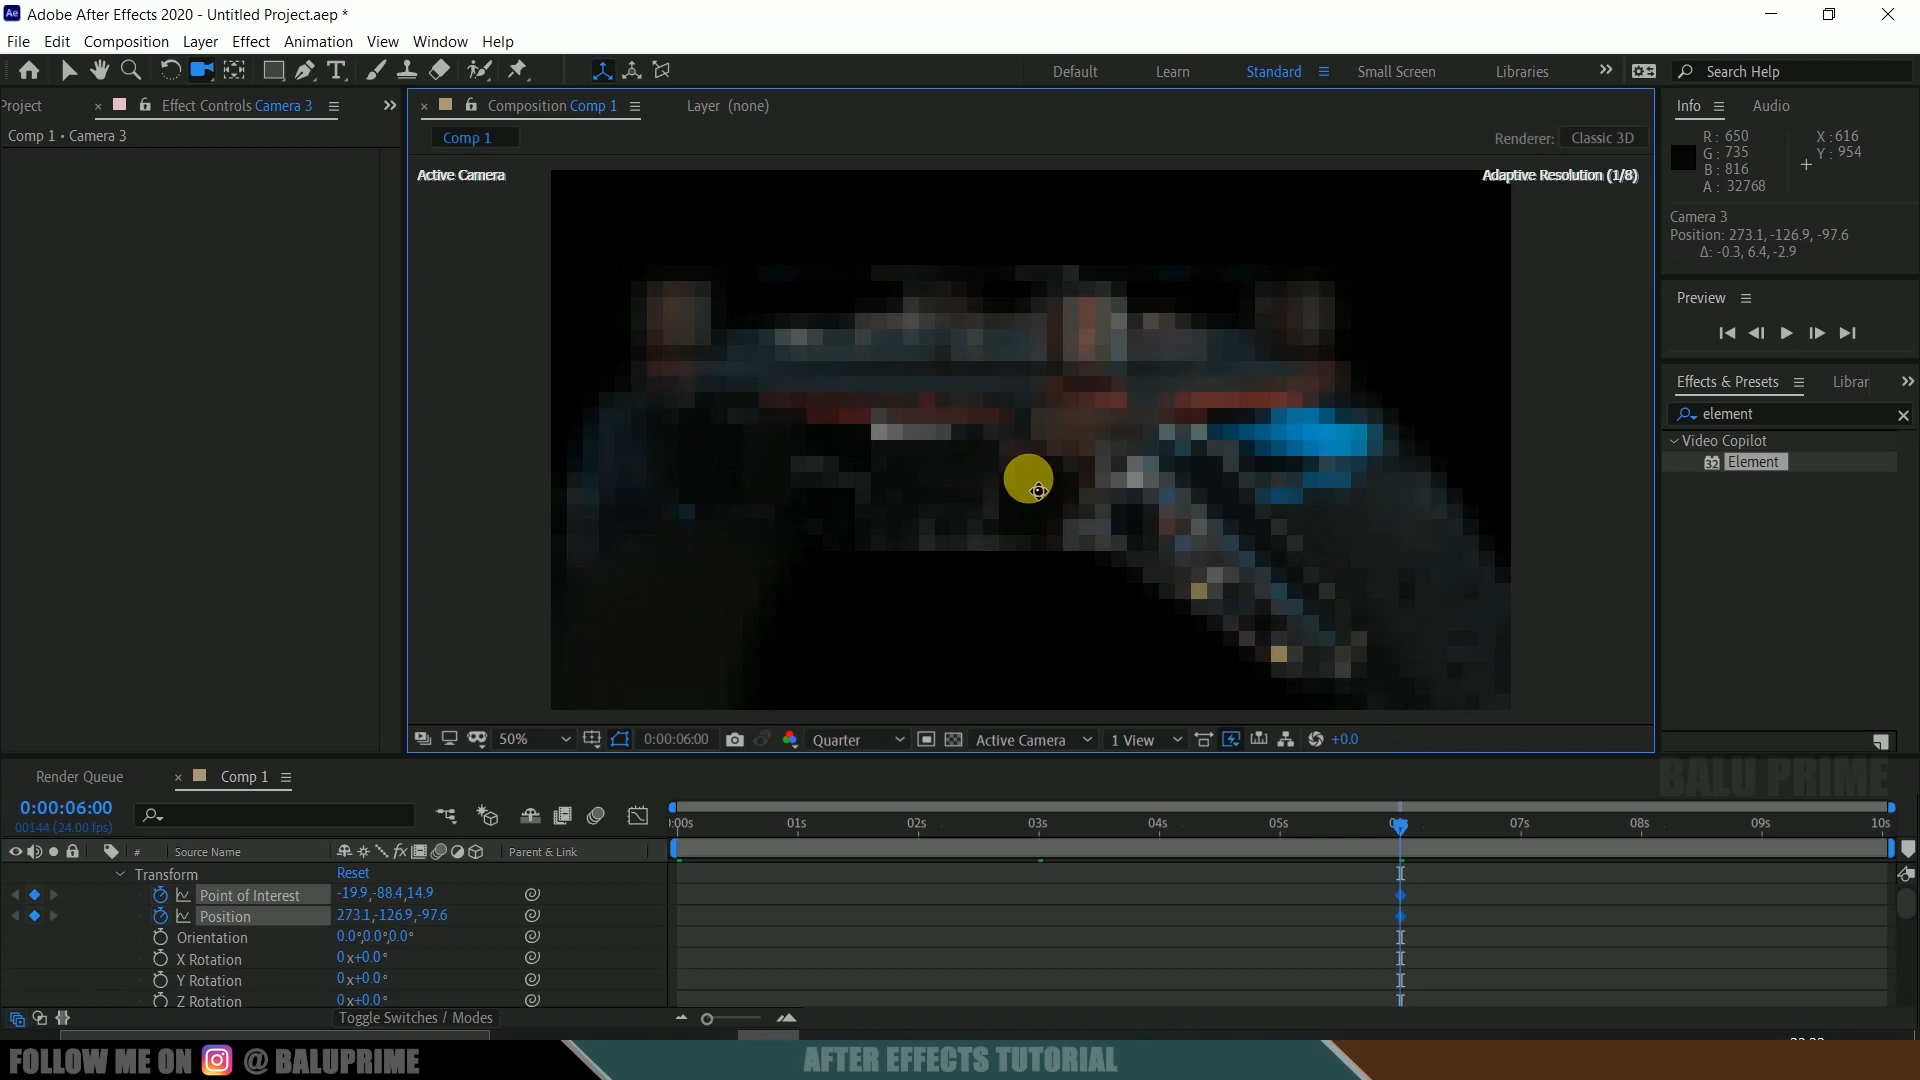 Ae Adobe After Effects 2020 - Untitled Project.aep *
File Edit Composition Layer Effect Animation View Window Help
Default Learn Standard Small Screen Libraries Search Help
Project Effect Controls Camera 3 Composition Comp 1 Layer (none) Info Audio
Comp 1 • Camera 3 Comp 1 Renderer: Classic 3D
R: 650 X: 616
G: 735 Y: 954
B: 816
A: 32768
Active Camera Adaptive Resolution (1/8)
Camera 3
Position: 273.1, -126.9, -97.6
Δ: -0.3, 6.4, -2.9
Preview
Effects & Presets Librar
element
Video Copilot
32 Element
50% 0:00:06:00 Quarter Active Camera 1 View +0.0
Render Queue Comp 1 BALU PRIME
0:00:06:00
00144 (24.00 fps)
):00s 01s 02s 03s 04s 05s 06s 07s 08s 09s 10s
# Source Name fx Parent & Link
Transform Reset
Point of Interest -19.9,-88.4,14.9
Position 273.1,-126.9,-97.6
Orientation 0.0°,0.0°,0.0°
X Rotation 0x+0.0°
Y Rotation 0x+0.0°
Z Rotation 0x+0.0°
Toggle Switches / Modes
FOLLOW ME ON @ BALUPRIME AFTER EFFECTS TUTORIAL